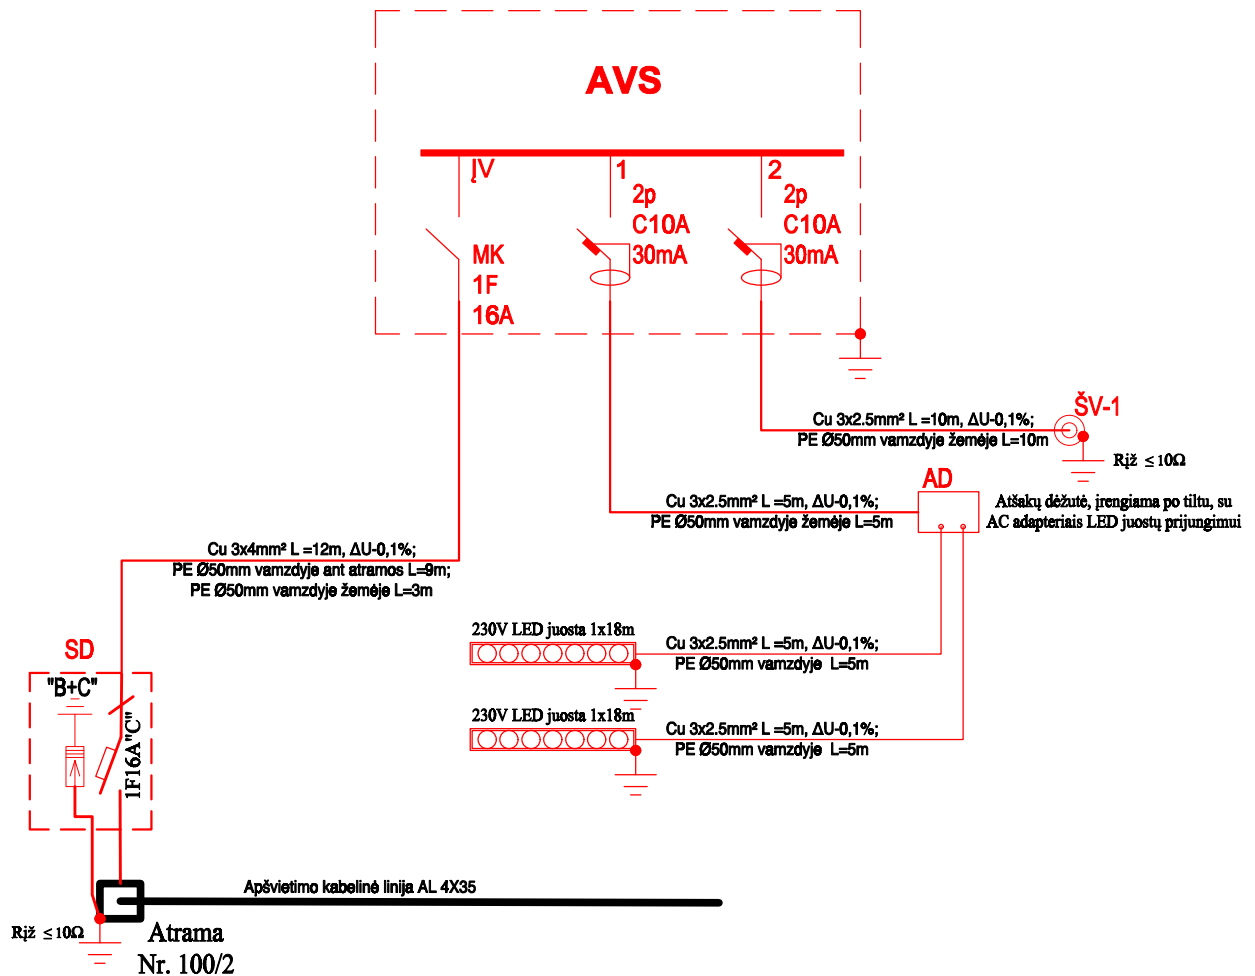 AVS
ĮV
1
2
2p
C10A
30mA
2p
C10A
30mA
MK
1F
16A
ŠV-1
Cu 3x2.5mm² L =10m, ΔU-0,1%;
PE Ø50mm vamzdyje žemėje L=10m
Rįž ≤10Ω
AD
Cu 3x2.5mm² L =5m, ΔU-0,1%;
PE Ø50mm vamzdyje žemėje L=5m
Atšakų dėžutė, įrengiama po tiltu, su
AC adapteriais LED juostų prijungimui
Cu 3x4mm² L =12m, ΔU-0,1%;
PE Ø50mm vamzdyje ant atramos L=9m;
PE Ø50mm vamzdyje žemėje L=3m
230V LED juosta 1x18m
Cu 3x2.5mm² L =5m, ΔU-0,1%;
PE Ø50mm vamzdyje L=5m
SD
"B+C"
1F16A"C"
230V LED juosta 1x18m
Cu 3x2.5mm² L =5m, ΔU-0,1%;
PE Ø50mm vamzdyje L=5m
Apšvietimo kabelinė linija AL 4X35
Rįž ≤10Ω
Atrama
Nr. 100/2